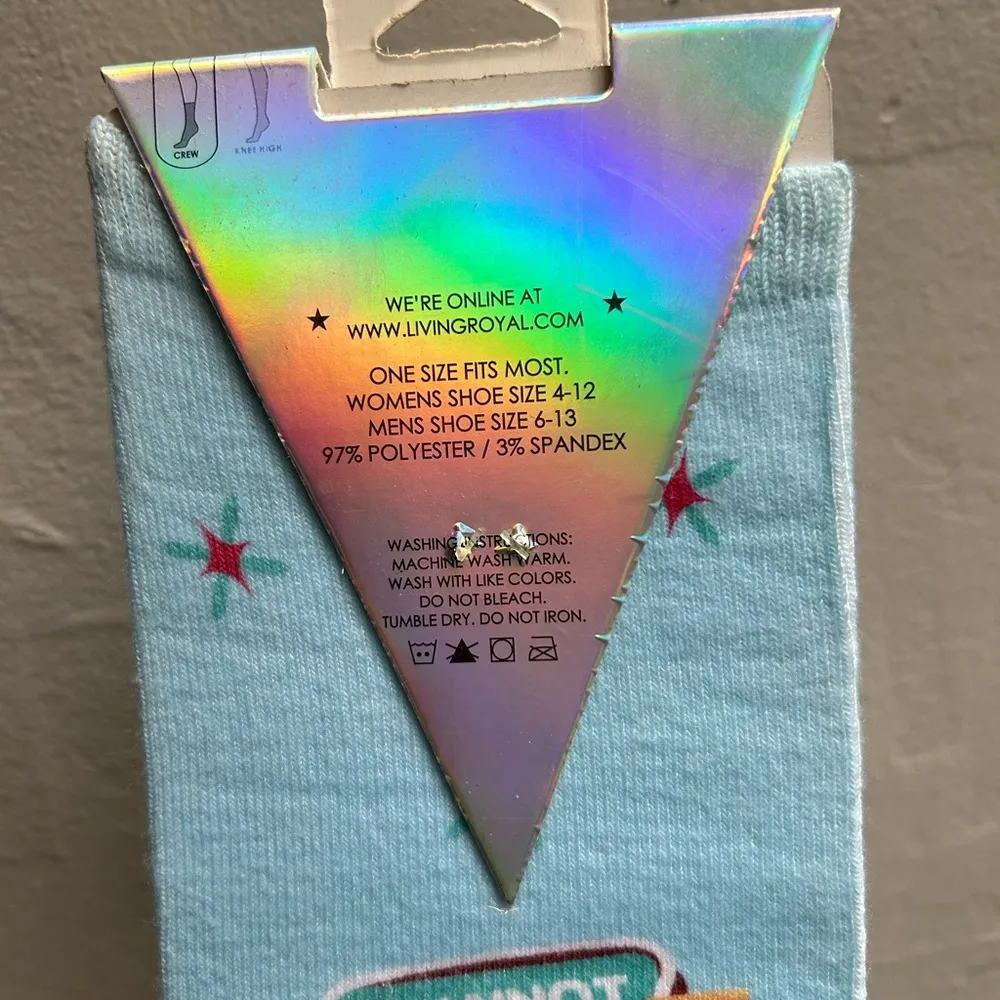 CREW
KNEE HIGH
WE'RE ONLINE AT
WWW.LIVINGROYAL.COM
ONE SIZE FITS MOST.
WOMENS SHOE SIZE 4-12
MENS SHOE SIZE 6-13
97% POLYESTER / 3% SPANDEX
WASHING INSTRUCTIONS:
MACHINE WASH WARM.
WASH WITH LIKE COLORS.
DO NOT BLEACH.
TUMBLE DRY. DO NOT IRON.